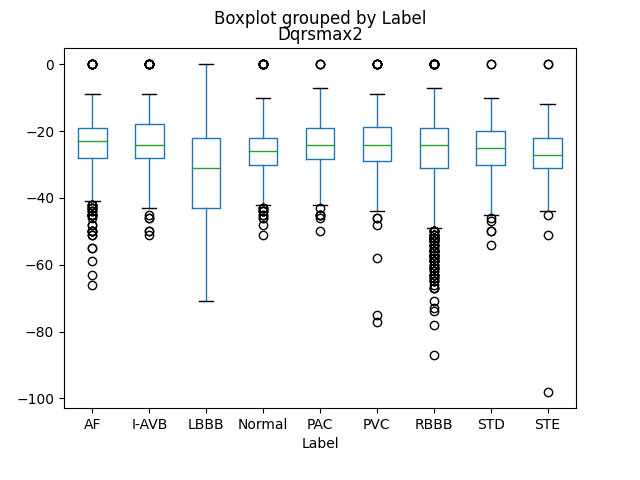 Boxplot grouped by Label
Dqrsmax2
0
−20
−40
−60
−80
−100
AF I-AVB LBBB Normal PAC PVC RBBB STD STE
Label